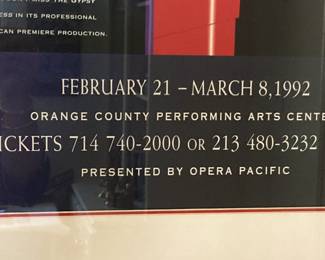 GYPSY
ESS IN ITS PROFESSIONAL
CAN PREMIERE PRODUCTION.
FEBRUARY 21 – MARCH 8, 1992
ORANGE COUNTY PERFORMING ARTS CENTE
ICKETS 714 740-2000 OR 213 480-3232
PRESENTED BY OPERA PACIFIC